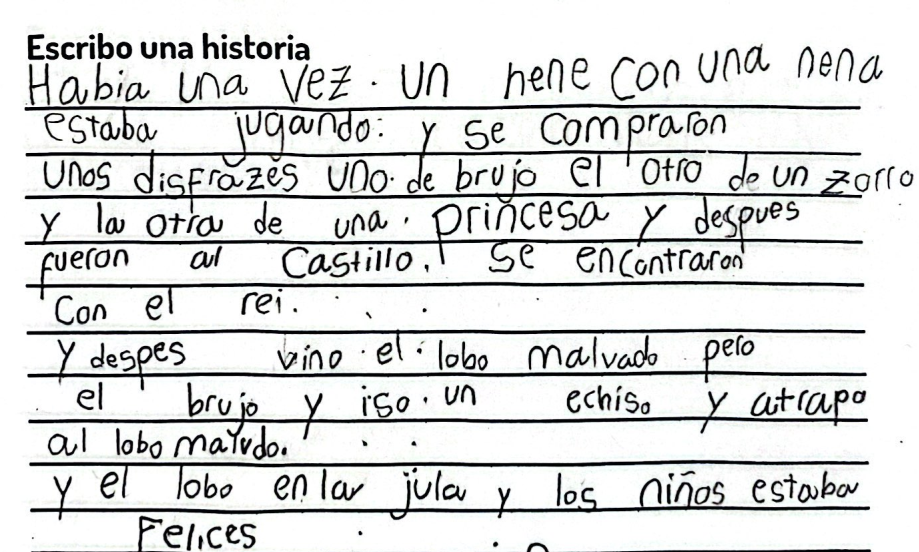 Escribo una historia
Habia una vez. un nene con una nena
estaba jugando: y se compraron
unos disfrazes uno. de brujo el otro de un zorro
y la otra de una. princesa y despues
fueron al castillo. se encontraron
con el rei.
y despes vino el lobo malvado pero
el brujo y iso. un echiso y atrapo
al lobo malvdo.
y el lobo en la jula y los niños estaba
Felices